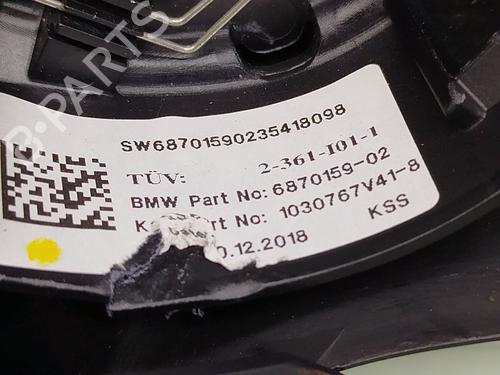 B-PARTS
SW68701590235418098
TÜV: 2-361-I01-1
BMW Part No: 6870159-02
Part No: 1030767V41-8
0.12.2018 KSS